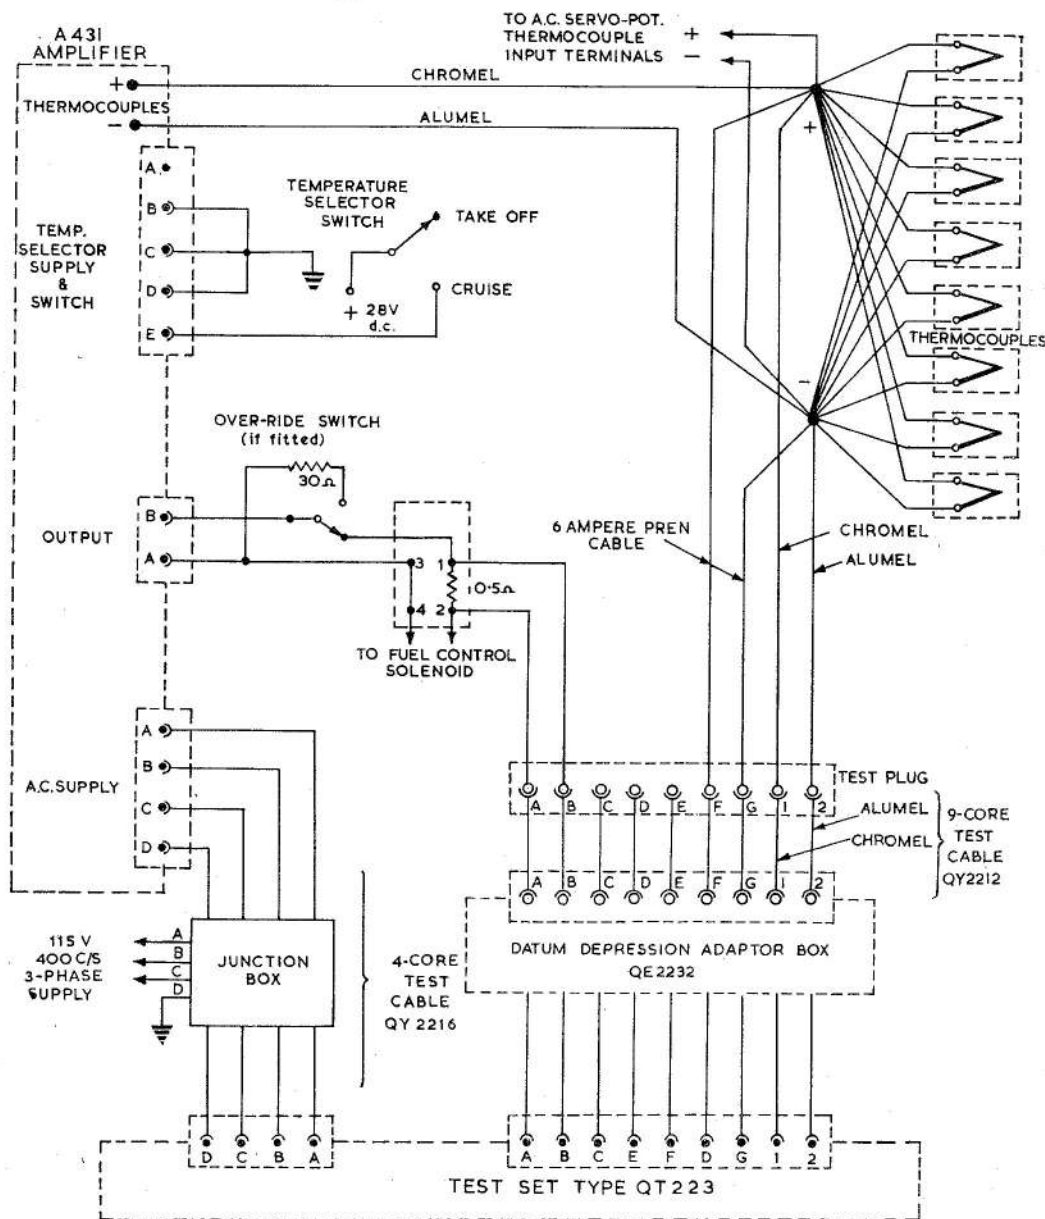 A 431
AMPLIFIER
+
THERMOCOUPLES
−
CHROMEL
ALUMEL
TO A.C. SERVO-POT.
THERMOCOUPLE
INPUT TERMINALS
+
−
+
−
THERMOCOUPLES
A
B
C
D
E
TEMP.
SELECTOR
SUPPLY
&
SWITCH
TEMPERATURE
SELECTOR
SWITCH
TAKE OFF
CRUISE
+ 28V
d.c.
OVER-RIDE SWITCH
(if fitted)
30Ω
OUTPUT
B
A
3 1
4 2
0·5Ω
TO FUEL CONTROL
SOLENOID
6 AMPERE PREN
CABLE
CHROMEL
ALUMEL
A.C. SUPPLY
A
B
C
D
TEST PLUG
A B C D E F G 1 2
ALUMEL
CHROMEL
9-CORE
TEST
CABLE
QY2212
A B C D E F G 1 2
DATUM DEPRESSION ADAPTOR BOX
QE2232
115 V
400 C/S
3-PHASE
SUPPLY
A
B
C
D
JUNCTION
BOX
4-CORE
TEST
CABLE
QY 2216
D C B A
A B C E F D G 1 2
TEST SET TYPE QT223